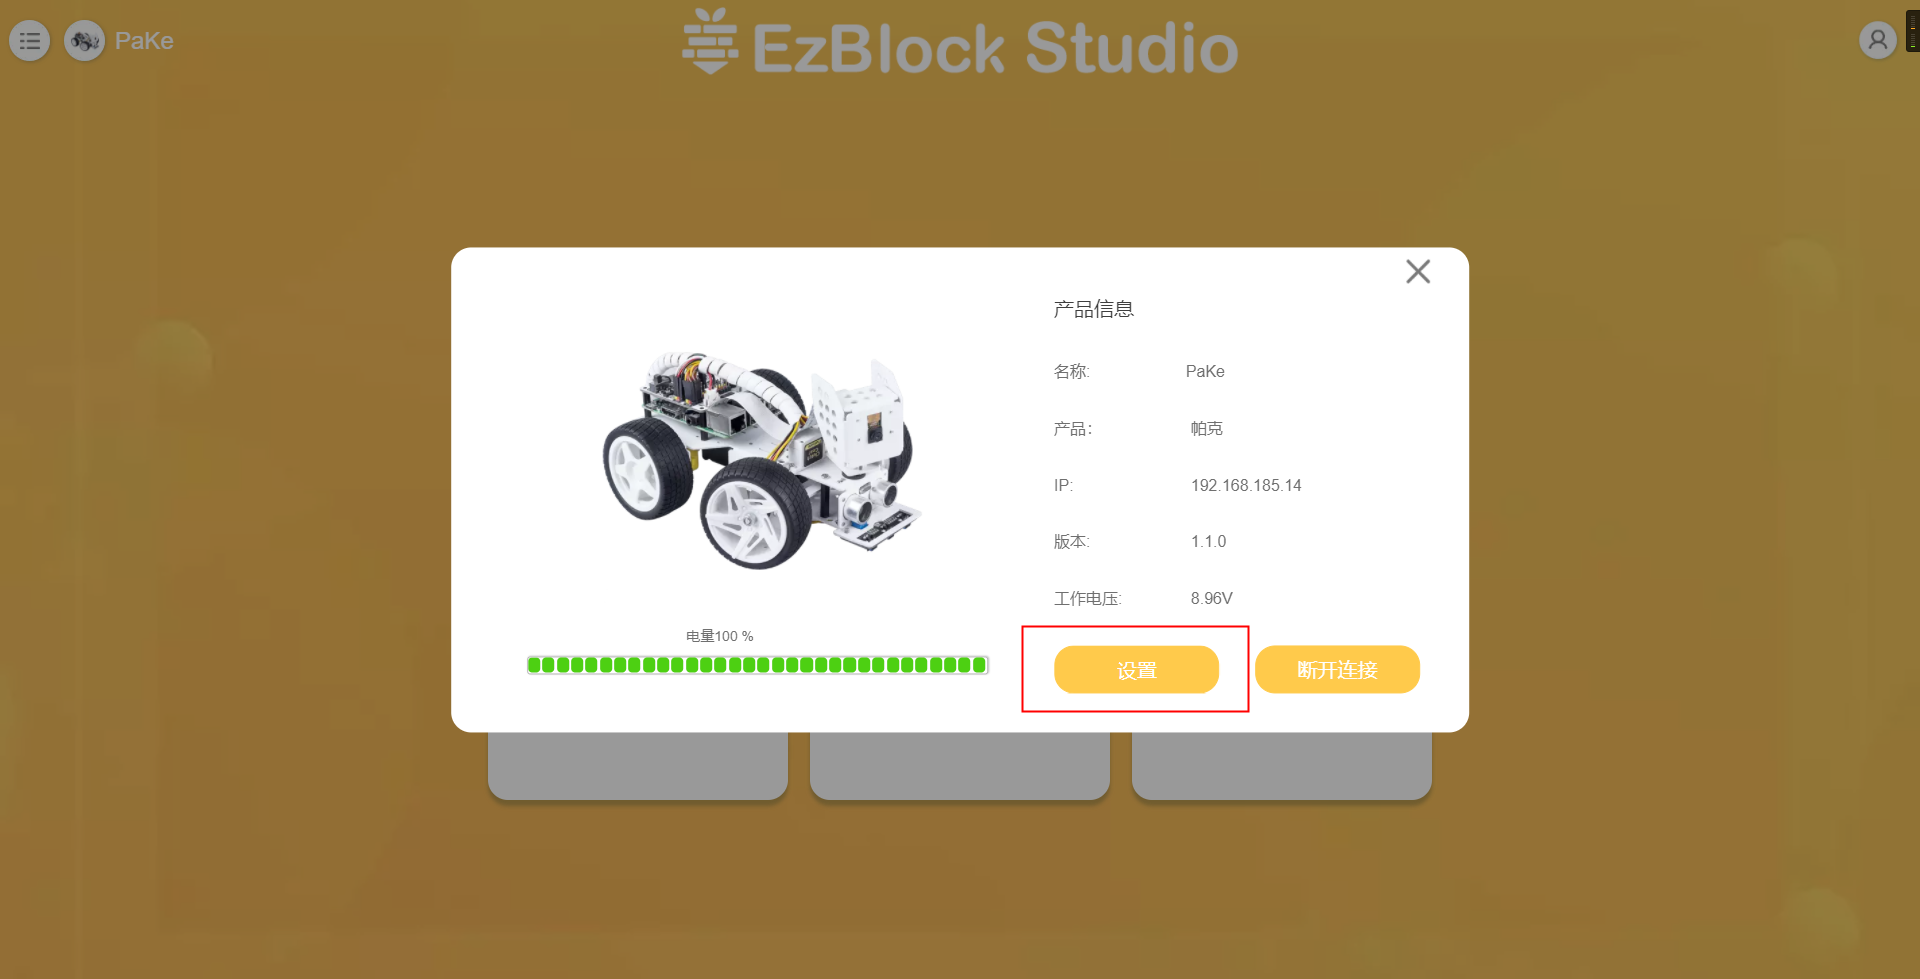 PaKe
EzBlock Studio
产品信息
名称: PaKe
产品： 帕克
IP: 192.168.185.14
版本: 1.1.0
工作电压: 8.96V
电量100 %
设置
断开连接